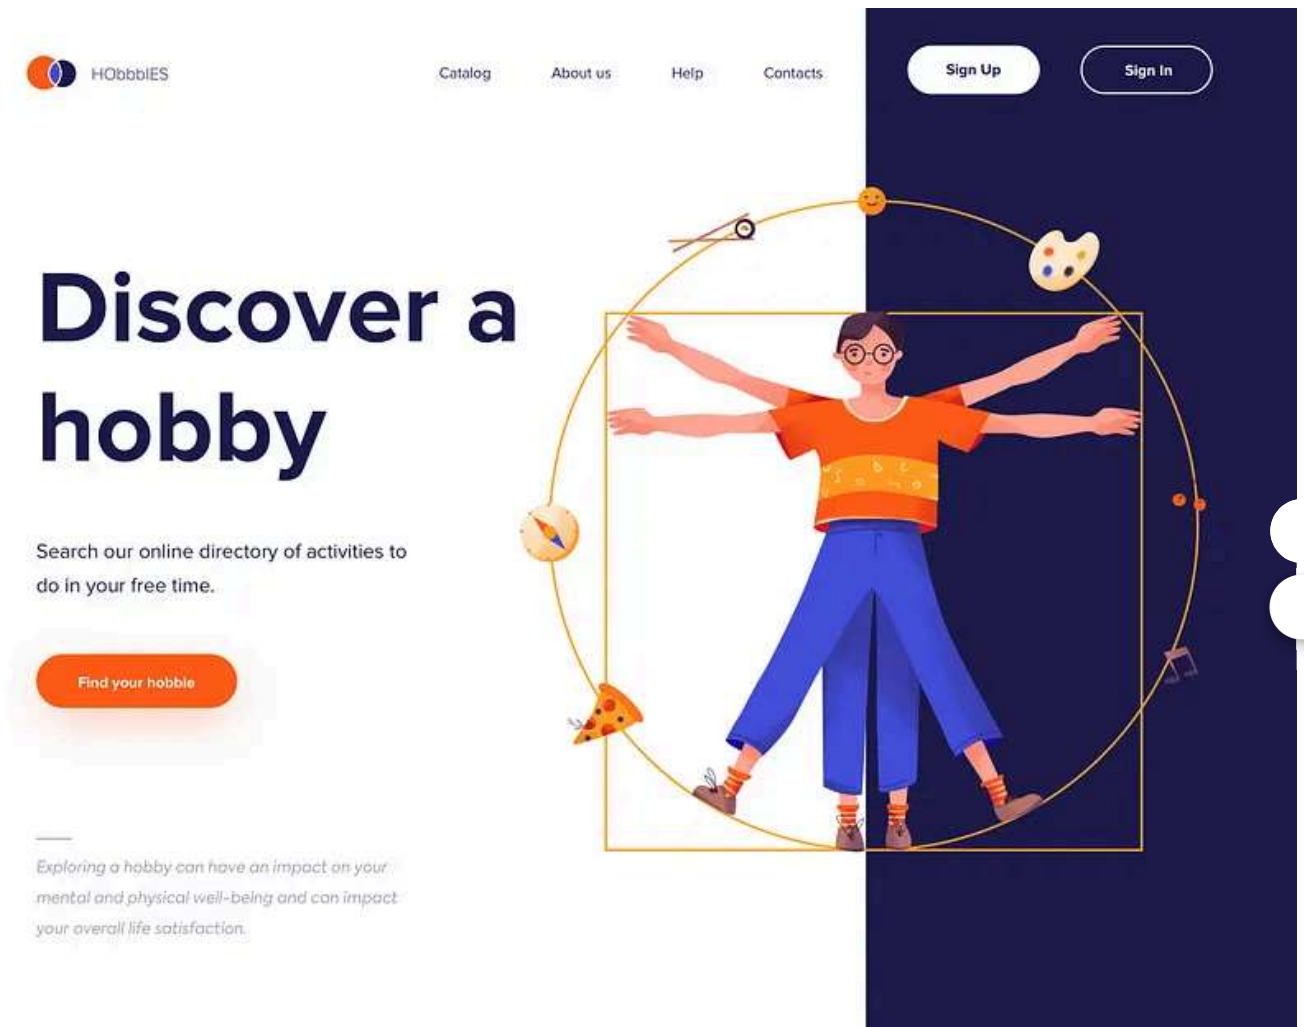 HObbbIES
Catalog
About us
Help
Contacts
Sign Up
Sign In
Discover a
hobby
Search our online directory of activities to
do in your free time.
Find your hobbie
Exploring a hobby can have an impact on your
mental and physical well-being and can impact
your overall life satisfaction.